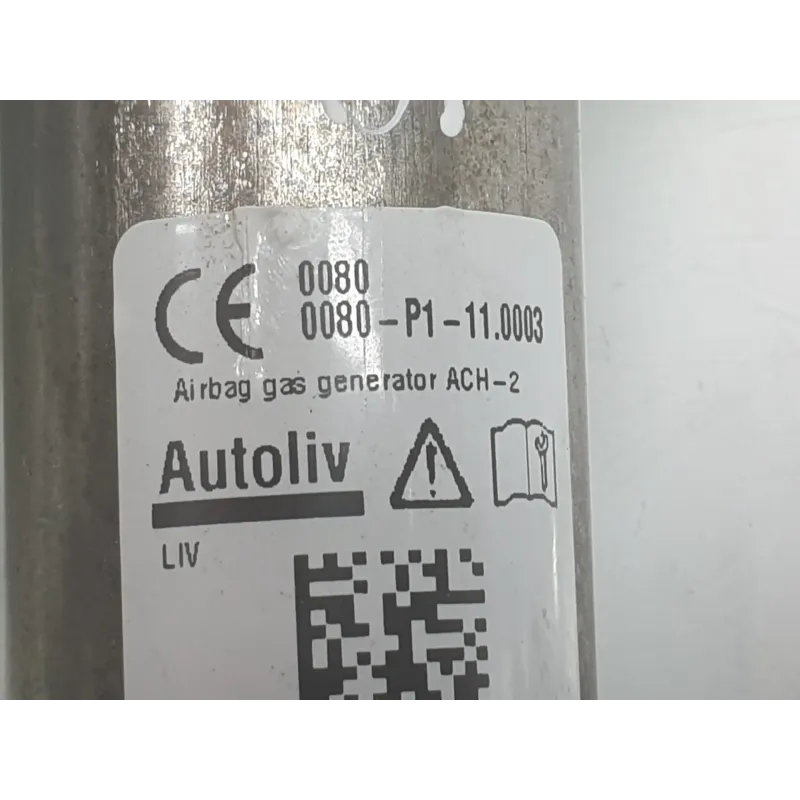 CE 0080
0080-P1-11.0003
Airbag gas generator ACH-2
Autoliv
LIV